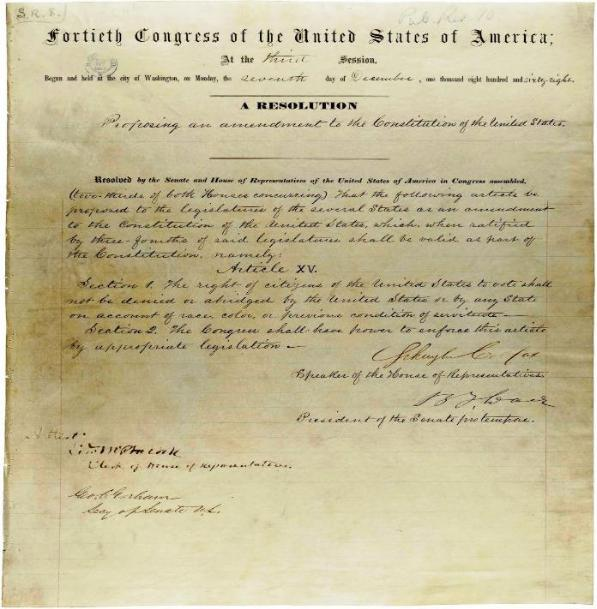 S.R. 8.
Pub. Res 10
Fortieth Congress of the United States of America;
At the third Session,
Begun and held at the city of Washington, on Monday, the seventh day of December, one thousand eight hundred and sixty-eight.
A RESOLUTION
Proposing an amendment to the Constitution of the United States.
Resolved by the Senate and House of Representatives of the United States of America in Congress assembled,
(two-thirds of both Houses concurring) That the following article be
proposed to the legislatures of the several States as an amendment
to the Constitution of the United States, which, when ratified
by three-fourths of said legislatures shall be valid as part of
the Constitution, namely:
Article XV.
Section 1. The right of citizens of the United States to vote shall
not be denied or abridged by the United States or by any State
on account of race, color, or previous condition of servitude—
Section 2. The Congress shall have power to enforce this article
by appropriate legislation—
Schuyler Colfax
Speaker of the House of Representatives.
B F Wade
President of the Senate pro tempore.
Attest:
Edwd McPherson
Clerk of House of Representatives.
Geo. C. Gorham
Secy of Senate U.S.